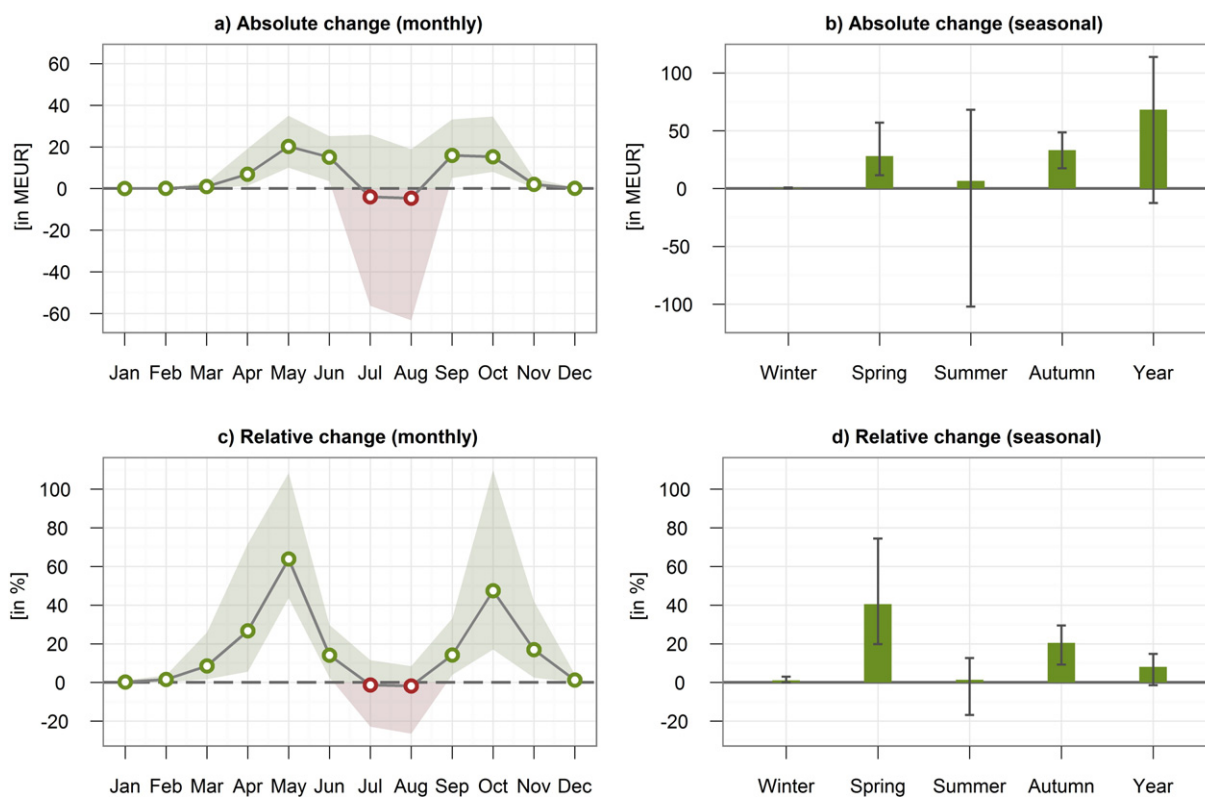 a) Absolute change (monthly)
[in MEUR]
60
40
20
0
-20
-40
-60
Jan Feb Mar Apr May Jun Jul Aug Sep Oct Nov Dec
b) Absolute change (seasonal)
[in MEUR]
100
50
0
-50
-100
Winter Spring Summer Autumn Year
c) Relative change (monthly)
[in %]
100
80
60
40
20
0
-20
Jan Feb Mar Apr May Jun Jul Aug Sep Oct Nov Dec
d) Relative change (seasonal)
[in %]
100
80
60
40
20
0
-20
Winter Spring Summer Autumn Year